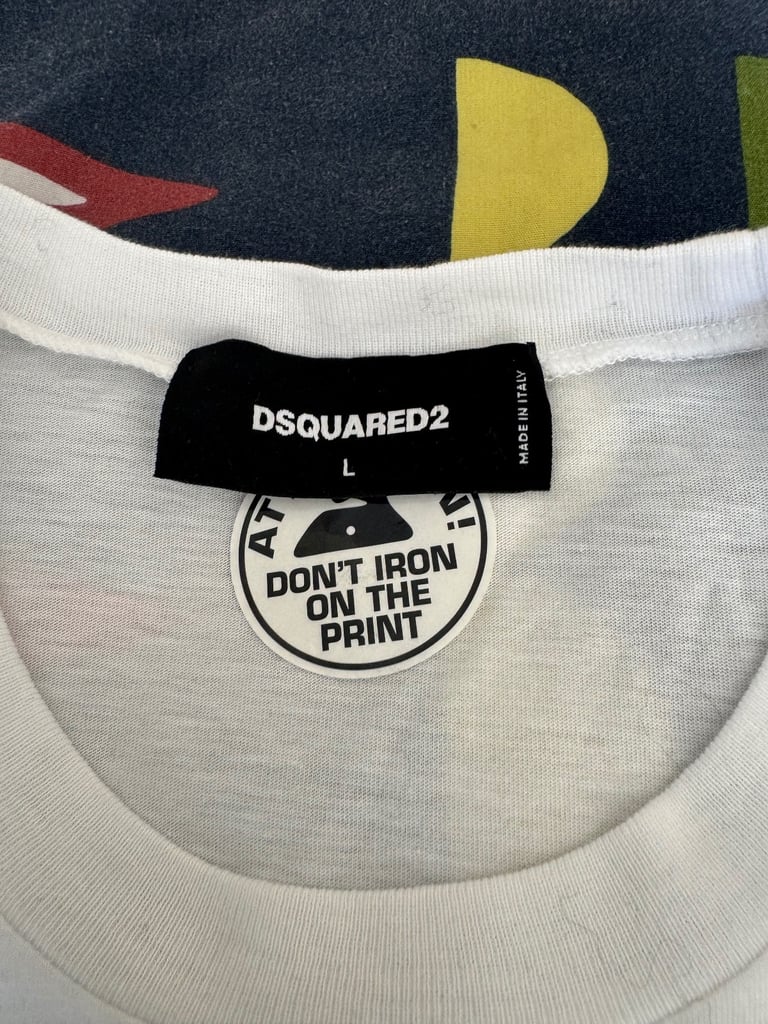 DSQUARED2
L
MADE IN ITALY
DON'T IRON
ON THE
PRINT